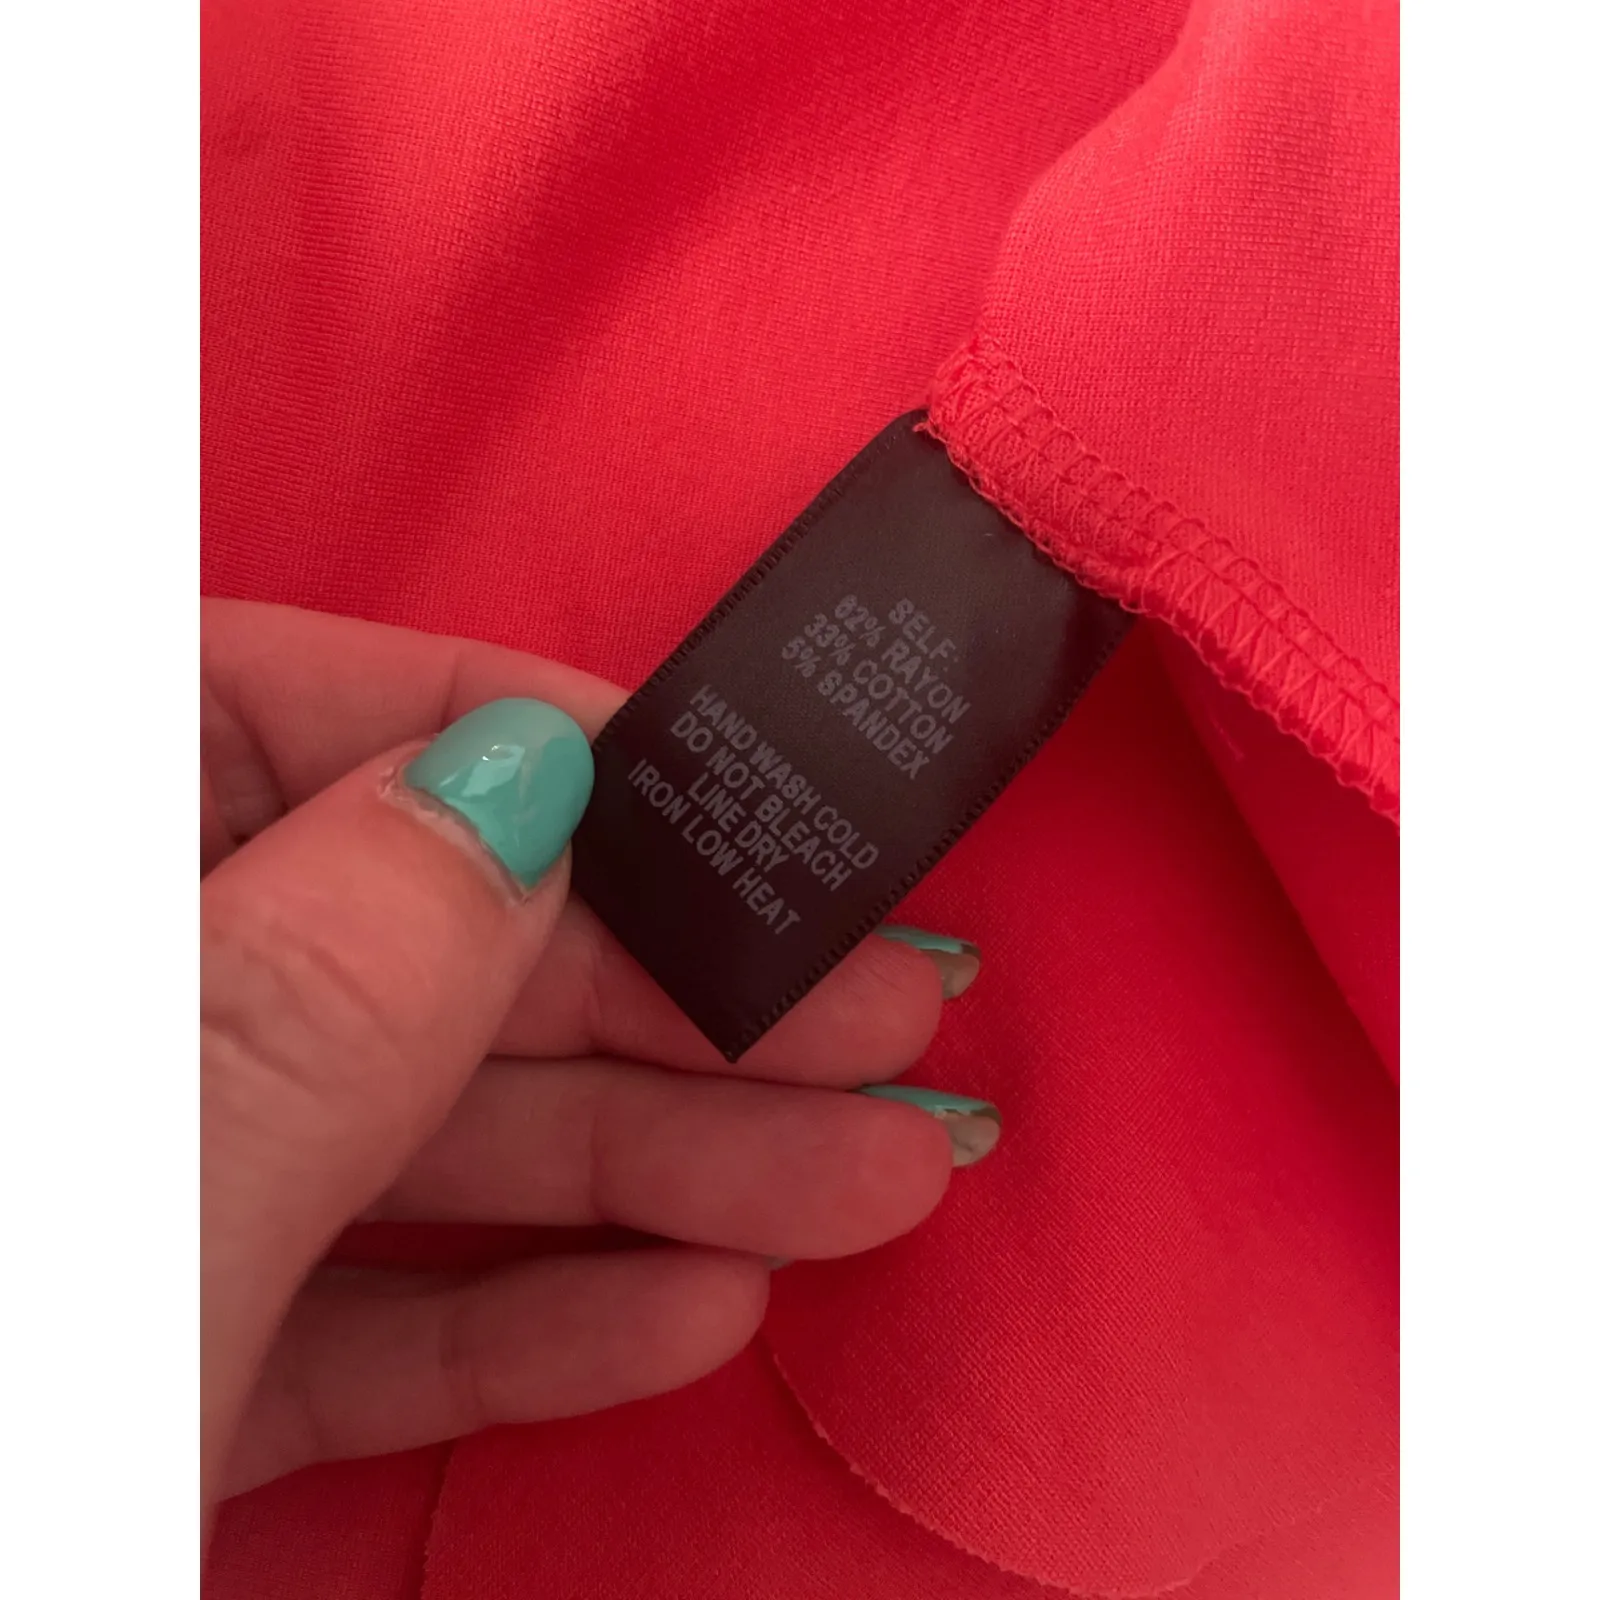 SELF:
62% RAYON
33% COTTON
5% SPANDEX
HAND WASH COLD
DO NOT BLEACH
LINE DRY
IRON LOW HEAT